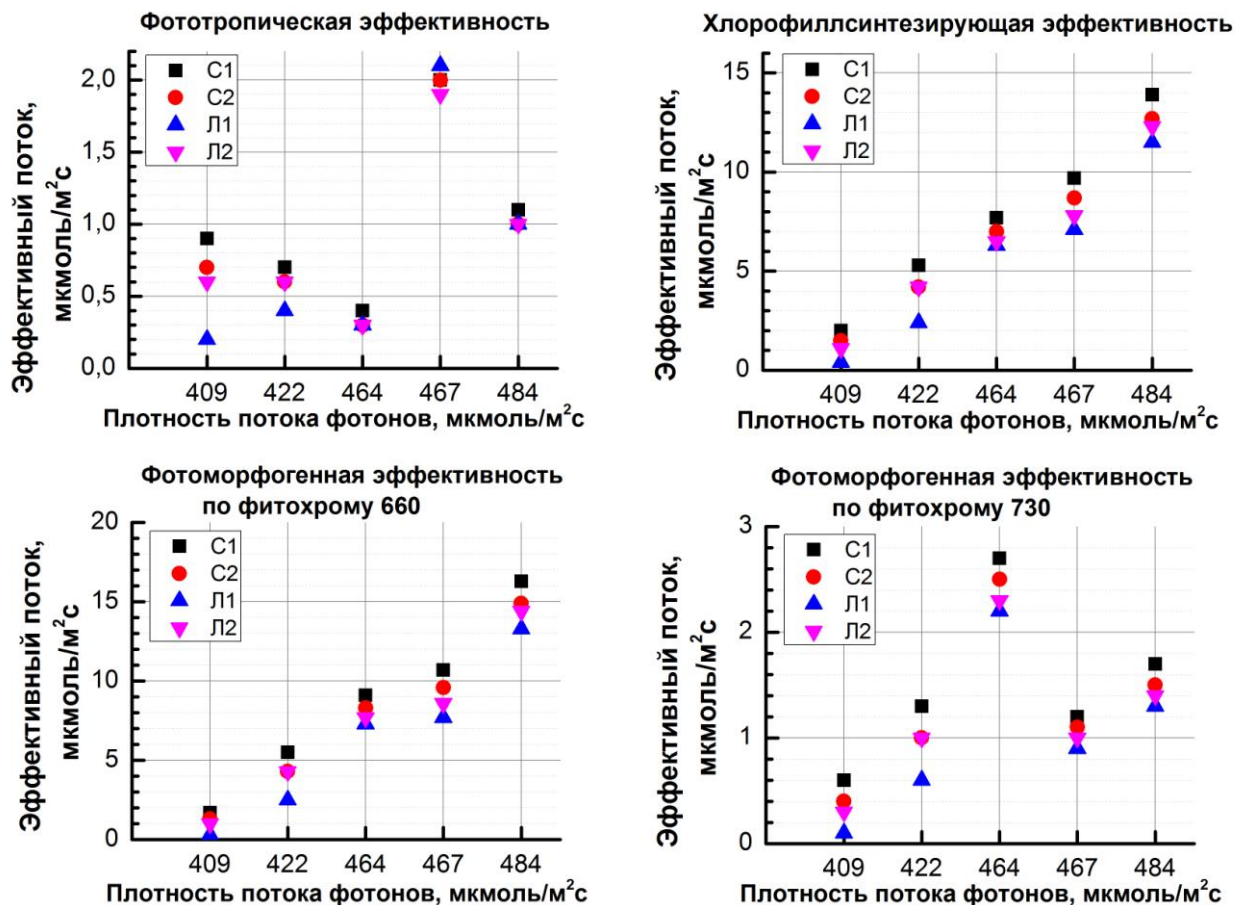 Фототропическая эффективность
Эффективный поток,
мкмоль/м²с
2,0
1,5
1,0
0,5
0,0
С1
С2
Л1
Л2
409 422 464 467 484
Плотность потока фотонов, мкмоль/м²с
Хлорофиллсинтезирующая эффективность
Эффективный поток,
мкмоль/м²с
15
10
5
0
С1
С2
Л1
Л2
409 422 464 467 484
Плотность потока фотонов, мкмоль/м²с
Фотоморфогенная эффективность
по фитохрому 660
Эффективный поток,
мкмоль/м²с
20
15
10
5
0
С1
С2
Л1
Л2
409 422 464 467 484
Плотность потока фотонов, мкмоль/м²с
Фотоморфогенная эффективность
по фитохрому 730
Эффективный поток,
мкмоль/м²с
3
2
1
0
С1
С2
Л1
Л2
409 422 464 467 484
Плотность потока фотонов, мкмоль/м²с